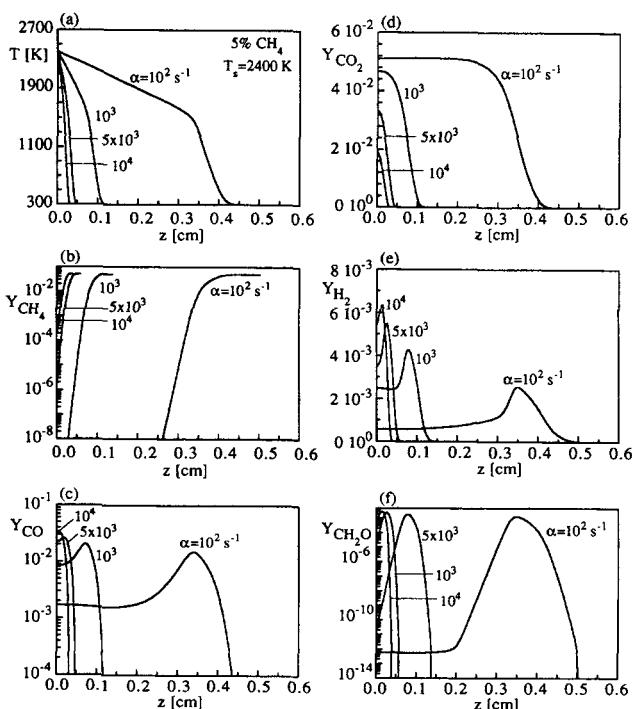 (a)
2700
T [K]
2100
1900
1500
1100
300
5% CH₄
Tₛ=2400 K
α=10² s⁻¹
10³
5x10³
10⁴
0.0 0.1 0.2 0.3 0.4 0.5 0.6
z [cm]
(d)
6 10⁻²
Y_CO₂
4 10⁻²
2 10⁻²
0 10⁰
α=10² s⁻¹
10³
5x10³
10⁴
0.0 0.1 0.2 0.3 0.4 0.5 0.6
z [cm]
(b)
10⁻²
Y_CH₄
10⁻⁴
10⁻⁶
10⁻⁸
10³
5x10³
10⁴
α=10² s⁻¹
0.0 0.1 0.2 0.3 0.4 0.5 0.6
z [cm]
(e)
8 10⁻³
Y_H₂
6 10⁻³
4 10⁻³
2 10⁻³
0 10⁰
10⁴
5x10³
10³
α=10² s⁻¹
0.0 0.1 0.2 0.3 0.4 0.5 0.6
z [cm]
(c)
10⁻¹
Y_CO
10⁻²
10⁻³
10⁻⁴
10⁴
5x10³
10³
α=10² s⁻¹
0.0 0.1 0.2 0.3 0.4 0.5 0.6
z [cm]
(f)
Y_CH₂O
10⁻⁶
10⁻¹⁰
10⁻¹⁴
5x10³
10³
10⁴
α=10² s⁻¹
0.0 0.1 0.2 0.3 0.4 0.5 0.6
z [cm]